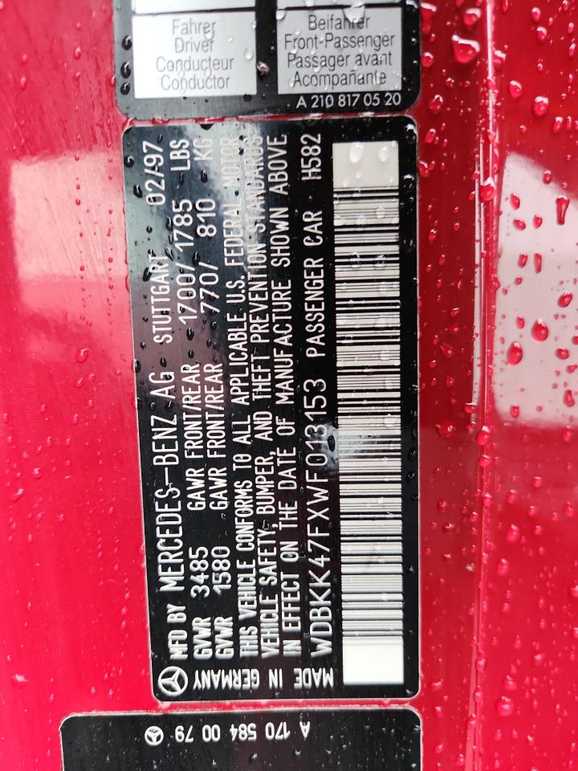 Fahrer
Driver
Conducteur
Conductor
Beifahrer
Front-Passenger
Passager avant
Acompañante
A 210 817 05 20
MFD BY MERCEDES-BENZ AG STUTTGART 02/97
GVWR 3485 GAWR FRONT/REAR 1700/ 1785 LBS
GVWR 1580 GAWR FRONT/REAR 770/ 810 KG
THIS VEHICLE CONFORMS TO ALL APPLICABLE U.S. FEDERAL MOTOR
VEHICLE SAFETY, BUMPER, AND THEFT PREVENTION STANDARDS
IN EFFECT ON THE DATE OF MANUFACTURE SHOWN ABOVE
WDBKK47FXWF013153 PASSENGER CAR H582
MADE IN
GERMANY
A 170 584 00 79